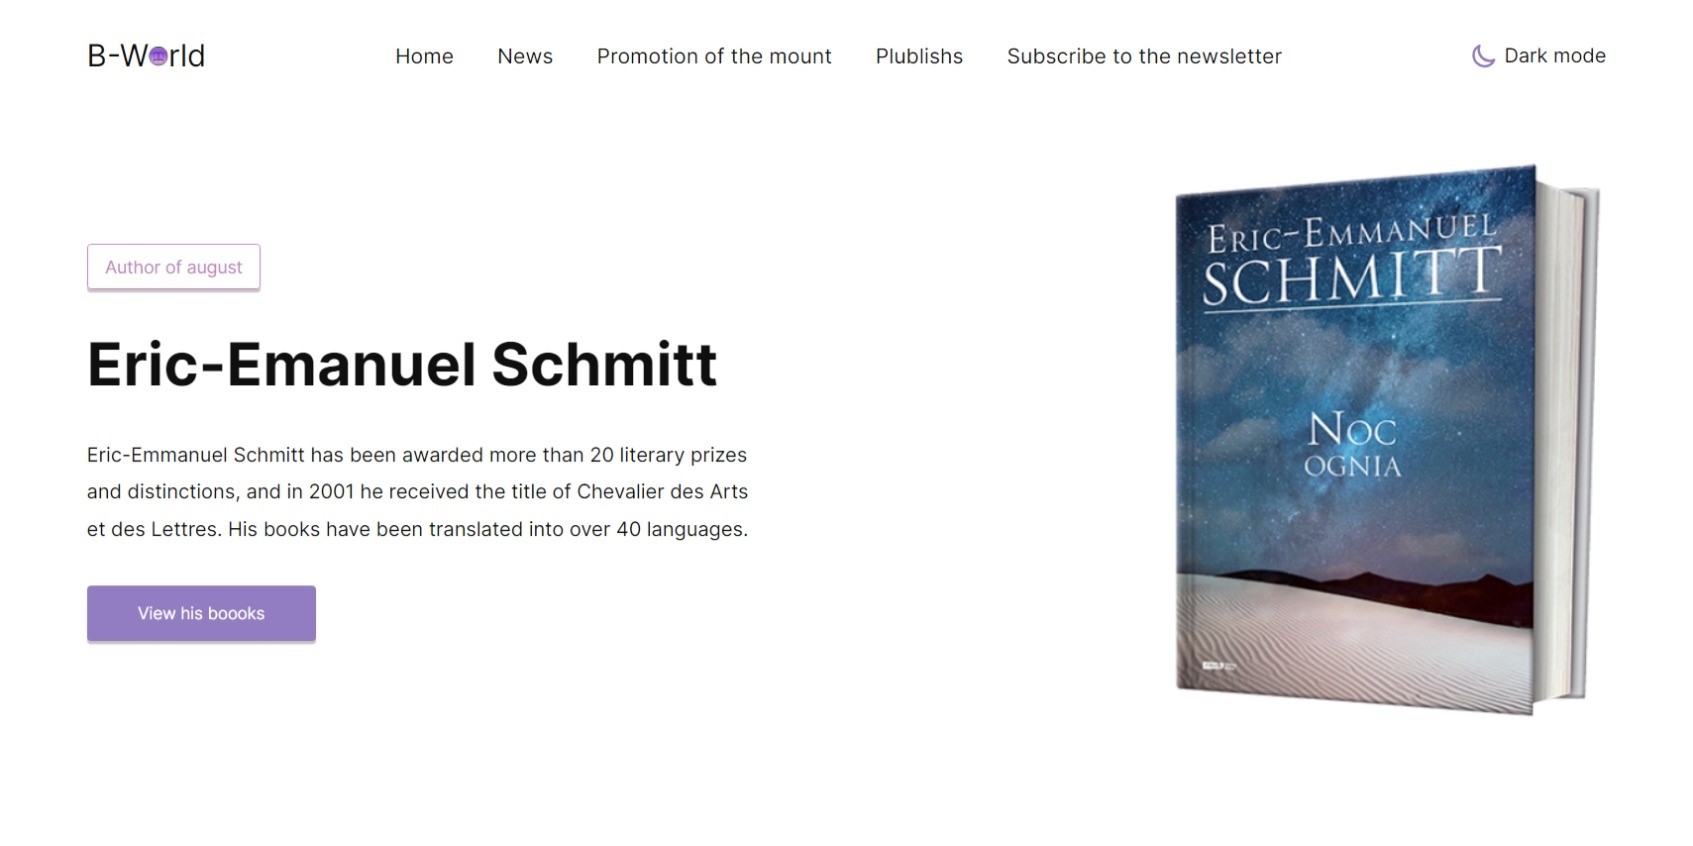 B-World
Home
News
Promotion of the mount
Plublishs
Subscribe to the newsletter
Dark mode
Author of august
Eric-Emanuel Schmitt
Eric-Emmanuel Schmitt has been awarded more than 20 literary prizes
and distinctions, and in 2001 he received the title of Chevalier des Arts
et des Lettres. His books have been translated into over 40 languages.
View his boooks
ERIC-EMMANUEL
SCHMITT
NOC
OGNIA